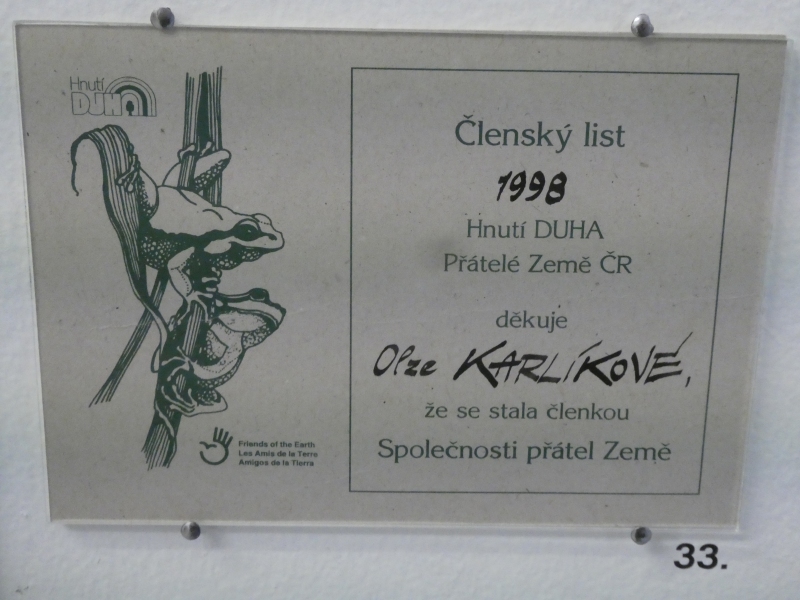 Hnutí
DUHA
Členský list
1998
Hnutí DUHA
Přátelé Země ČR
děkuje
Olze KARLÍKOVÉ,
že se stala členkou
Společnosti přátel Země
Friends of the Earth
Les Amis de la Terre
Amigos de la Tierra
33.